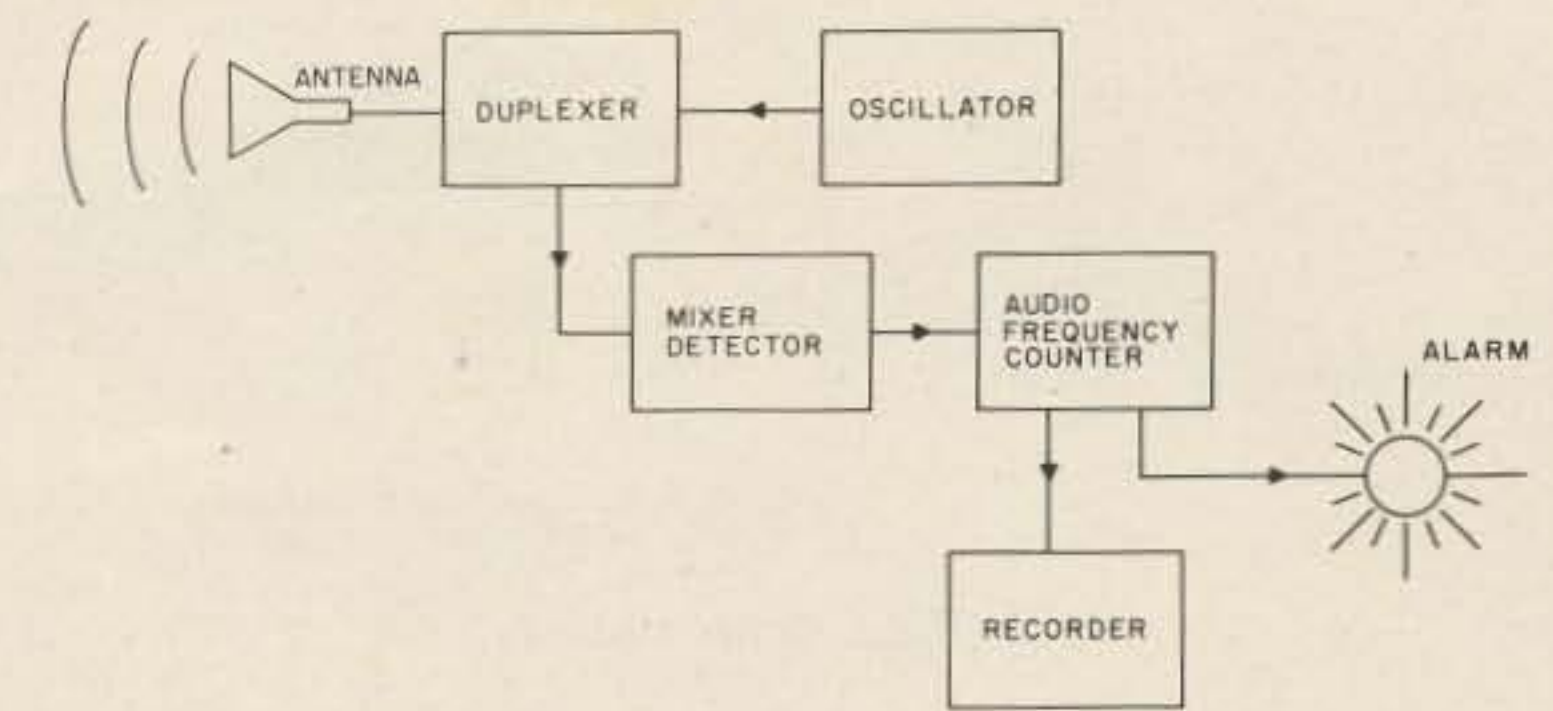 ANTENNA
DUPLEXER
OSCILLATOR
MIXER
DETECTOR
AUDIO
FREQUENCY
COUNTER
ALARM
RECORDER